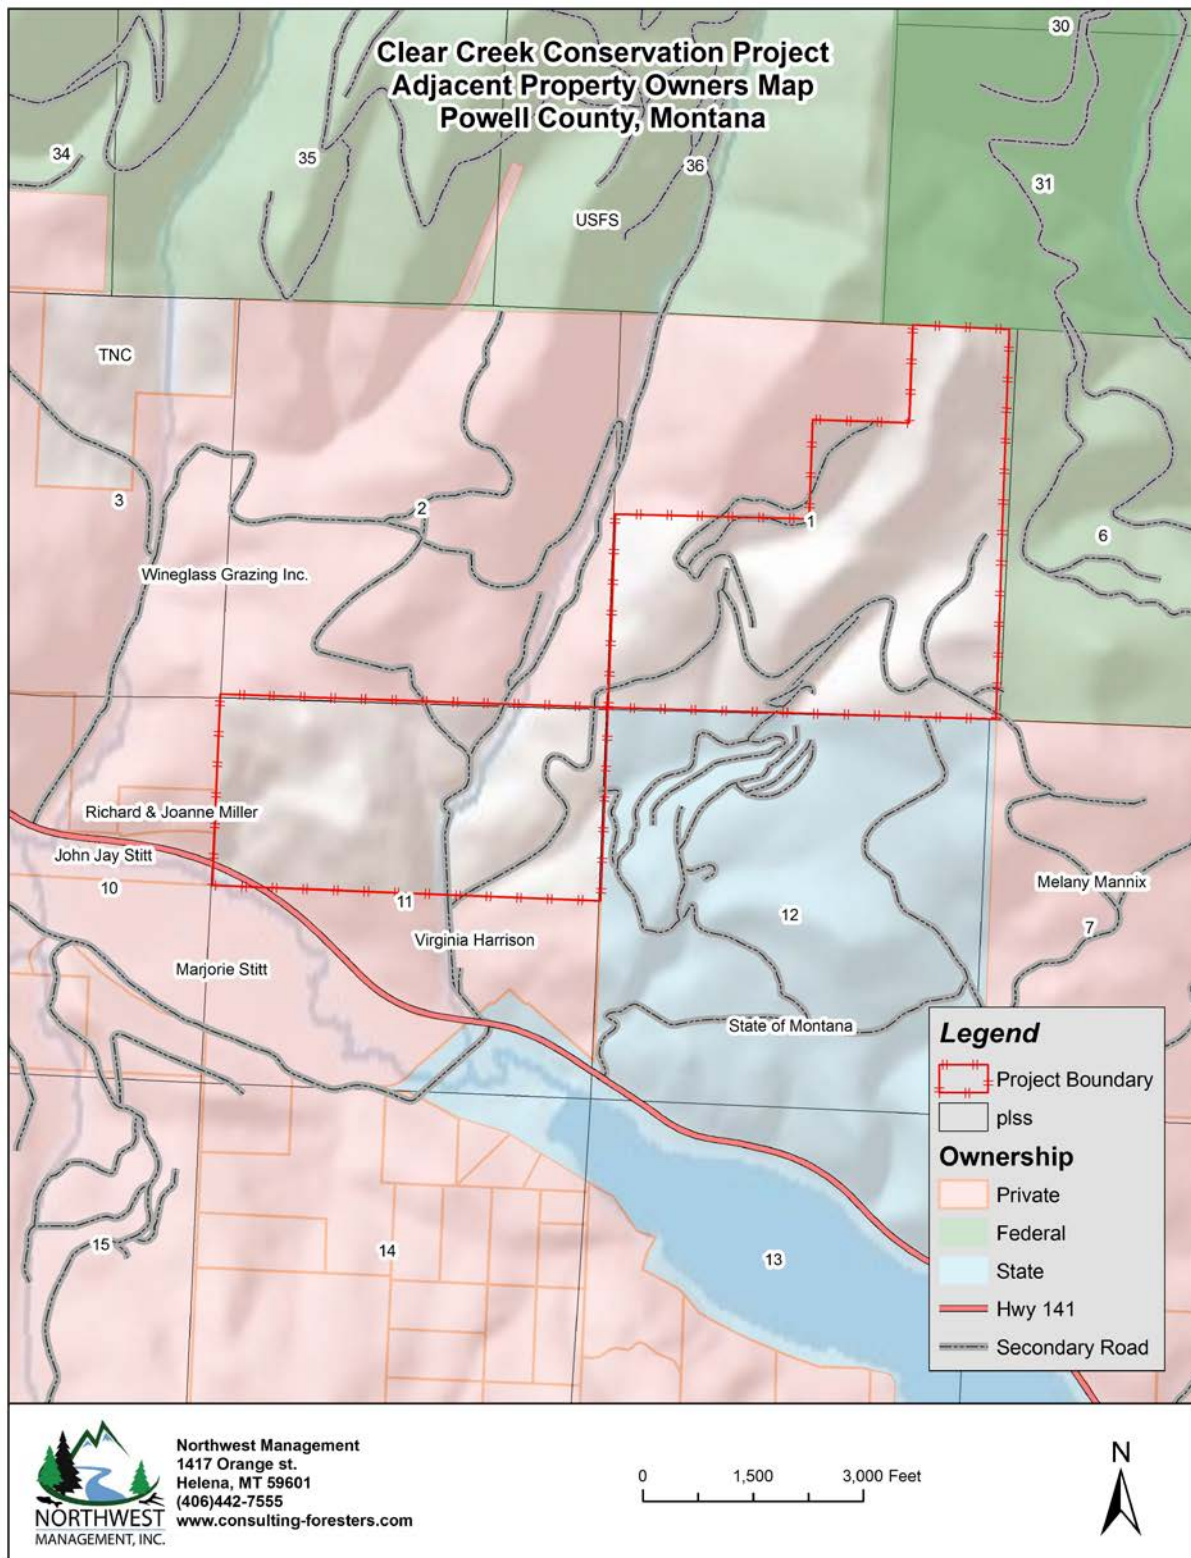 Clear Creek Conservation Project
Adjacent Property Owners Map
Powell County, Montana
30
34
35
36
31
USFS
TNC
3
2
1
6
Wineglass Grazing Inc.
Richard & Joanne Miller
John Jay Stitt
10
11
Melany Mannix
12
7
Virginia Harrison
Marjorie Stitt
State of Montana
15
14
13
Legend
Project Boundary
plss
Ownership
Private
Federal
State
Hwy 141
Secondary Road
NORTHWEST
MANAGEMENT, INC.
Northwest Management
1417 Orange st.
Helena, MT 59601
(406)442-7555
www.consulting-foresters.com
0 1,500 3,000 Feet
N